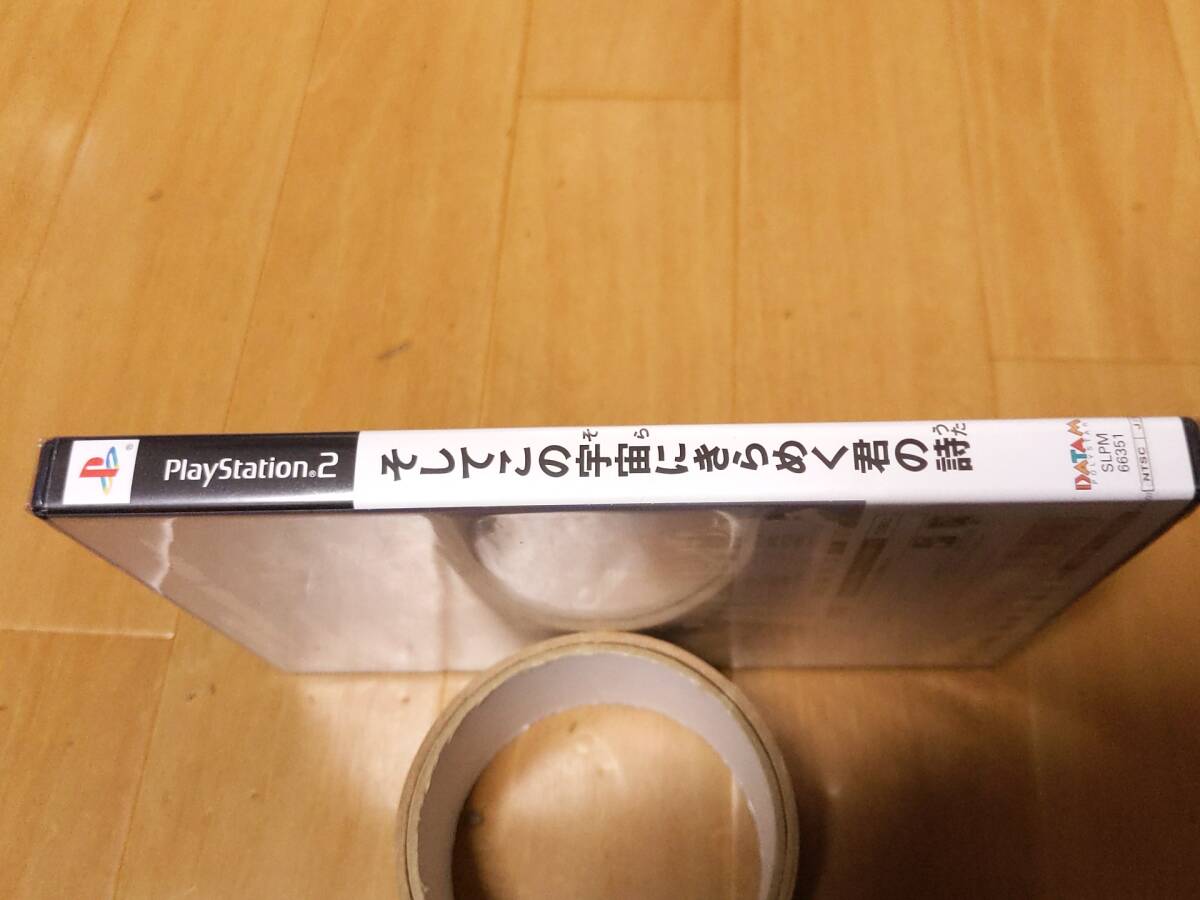 PlayStation®2
そしてこの宇宙にきらめく君の詩
そら
うた
DATAM
POLYSTAR
SLPM
66351
NTSC J